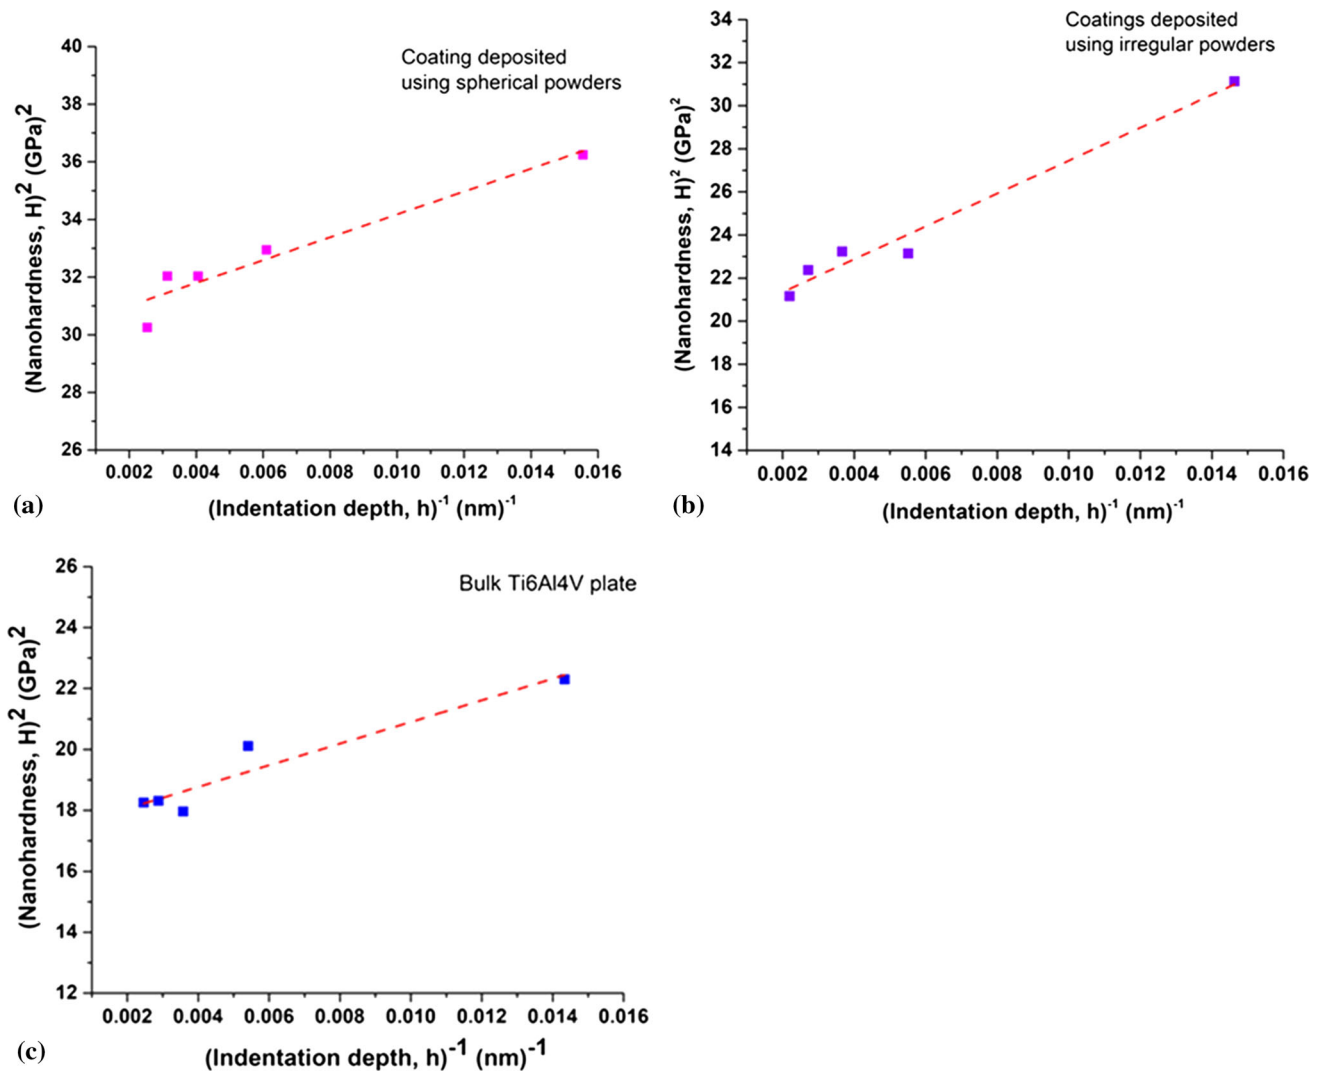 40
38
36
34
32
30
28
26
(Nanohardness, H)² (GPa)²
Coating deposited
using spherical powders
0.002 0.004 0.006 0.008 0.010 0.012 0.014 0.016
(a)
(Indentation depth, h)⁻¹ (nm)⁻¹
34
32
30
28
26
24
22
20
18
16
14
(Nanohardness, H)² (GPa)²
Coatings deposited
using irregular powders
0.002 0.004 0.006 0.008 0.010 0.012 0.014 0.016
(b)
(Indentation depth, h)⁻¹ (nm)⁻¹
26
24
22
20
18
16
14
12
(Nanohardness, H)² (GPa)²
Bulk Ti6Al4V plate
0.002 0.004 0.006 0.008 0.010 0.012 0.014 0.016
(c)
(Indentation depth, h)⁻¹ (nm)⁻¹